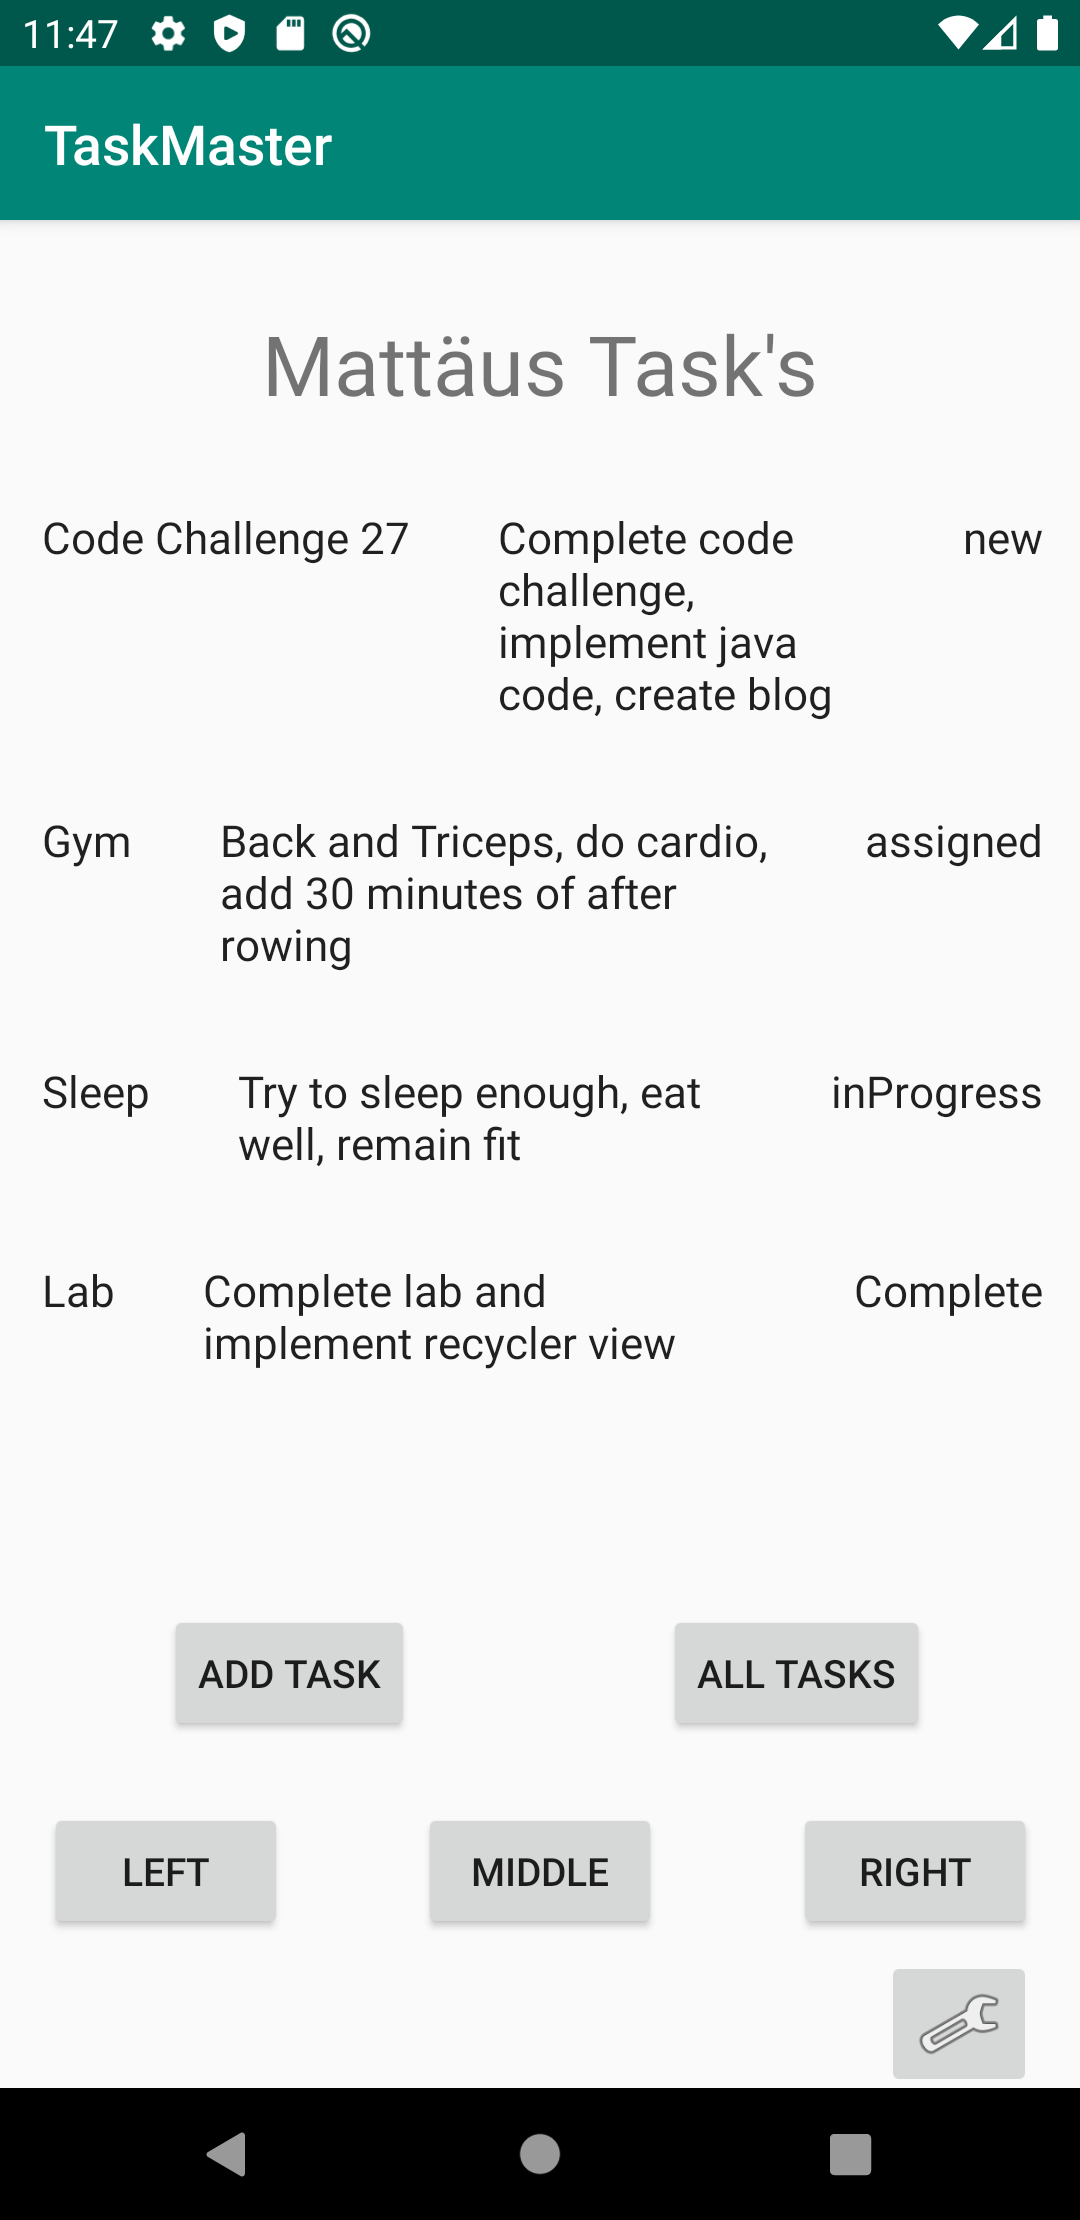 11:47
TaskMaster
Mattäus Task's
Code Challenge 27
Complete code
challenge,
implement java
code, create blog
new
Gym
Back and Triceps, do cardio,
add 30 minutes of after
rowing
assigned
Sleep
Try to sleep enough, eat
well, remain fit
inProgress
Lab
Complete lab and
implement recycler view
Complete
ADD TASK
ALL TASKS
LEFT
MIDDLE
RIGHT